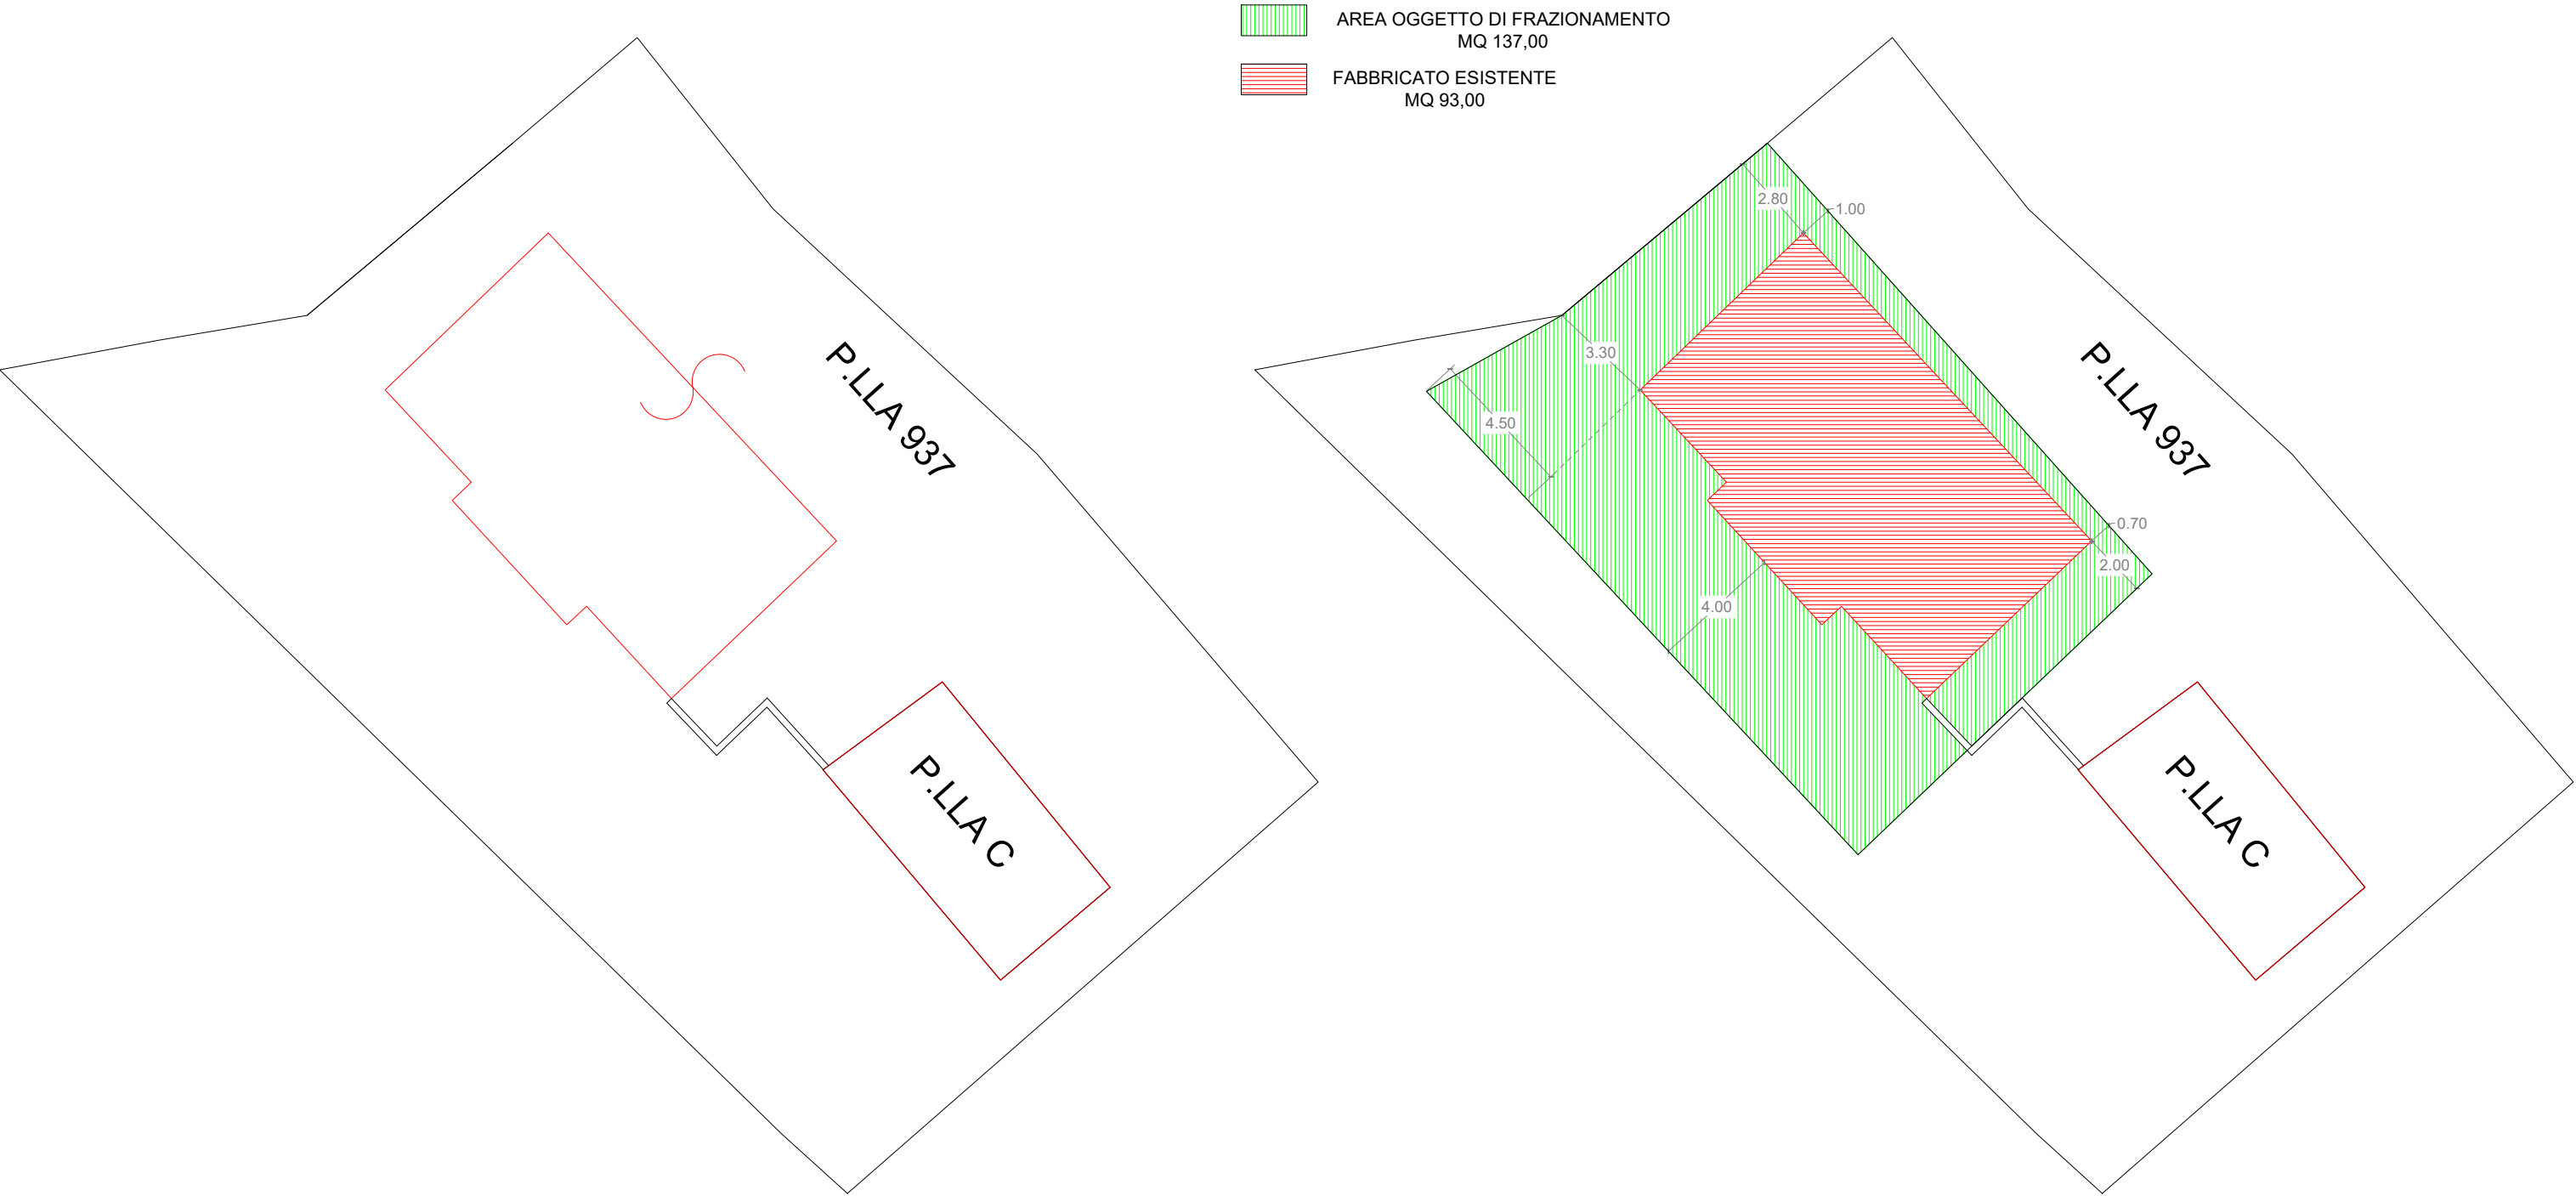 AREA OGGETTO DI FRAZIONAMENTO
MQ 137,00
FABBRICATO ESISTENTE
MQ 93,00
P.LLA 937
P.LLA C
2.80
1.00
3.30
4.50
4.00
0.70
2.00
P.LLA 937
P.LLA C